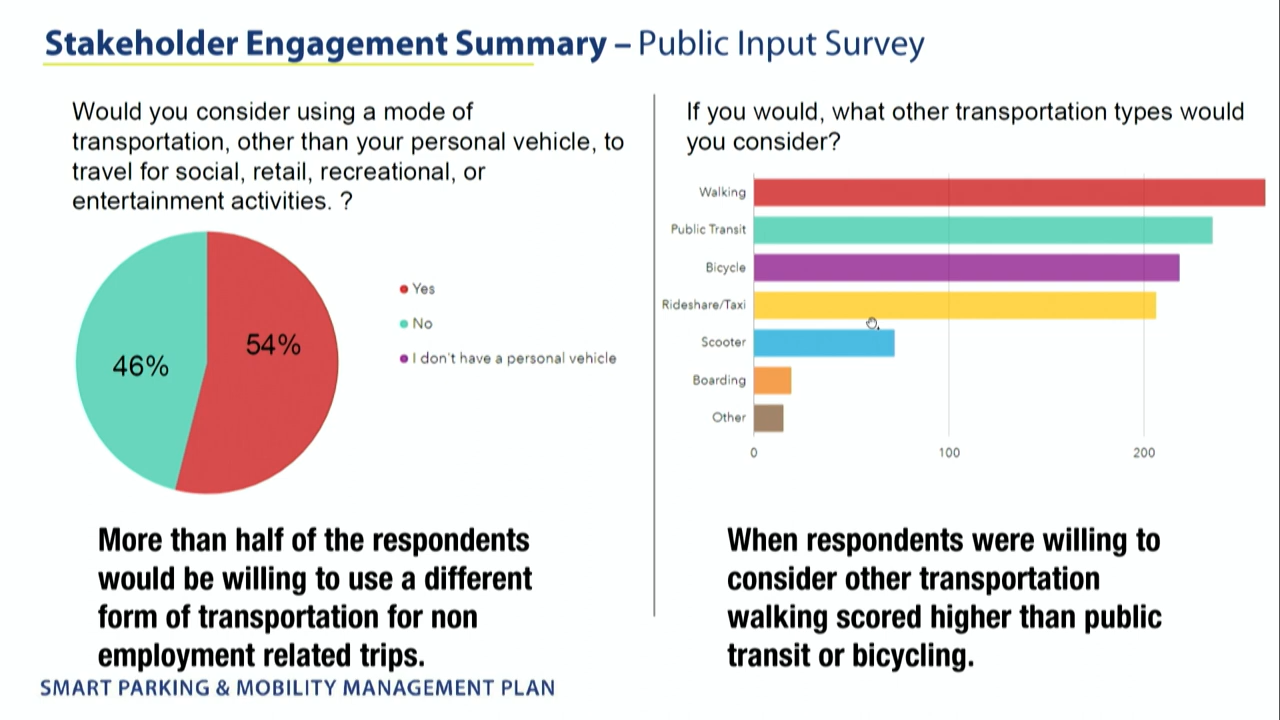 Stakeholder Engagement Summary – Public Input Survey
Would you consider using a mode of
transportation, other than your personal vehicle, to
travel for social, retail, recreational, or
entertainment activities. ?
46%
54%
Yes
No
I don't have a personal vehicle
More than half of the respondents
would be willing to use a different
form of transportation for non
employment related trips.
If you would, what other transportation types would
you consider?
Walking
Public Transit
Bicycle
Rideshare/Taxi
Scooter
Boarding
Other
0 100 200
When respondents were willing to
consider other transportation
walking scored higher than public
transit or bicycling.
SMART PARKING & MOBILITY MANAGEMENT PLAN